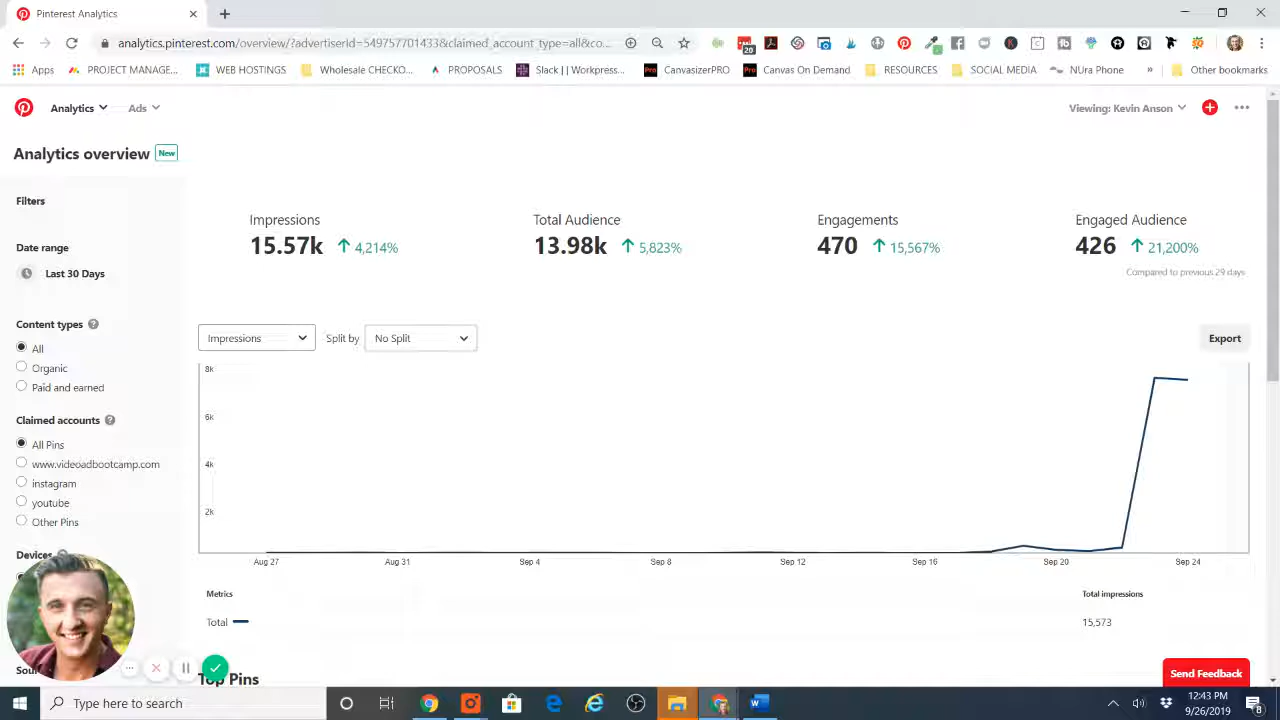 Pinterest Analytics
analytics.pinterest.com/overview/?advertiserId=549757701433&claimed_account_type=all&co...
20
PROJECT MANAGE...
WEB HOSTINGS
Wholesale CHEKO...
PROPOSALS
Slack | | Workpress...
Pro CanvasizerPRO
Pro Canvas On Demand
RESOURCES
SOCIAL MEDIA
NUra Phone
»
Other bookmarks
Analytics
Ads
Viewing: Kevin Anson
Analytics overview New
Filters
Date range
Last 30 Days
Content types
All
Organic
Paid and earned
Claimed accounts
All Pins
www.videoadbootcamp.com
instagram
youtube
Other Pins
Devices
Impressions
15.57k 4,214%
Total Audience
13.98k 5,823%
Engagements
470 15,567%
Engaged Audience
426 21,200%
Compared to previous 29 days
Impressions
Split by
No Split
Export
8k
6k
4k
2k
Aug 27
Aug 31
Sep 4
Sep 8
Sep 12
Sep 16
Sep 20
Sep 24
Metrics
Total impressions
Total
15,573
Top Pins
Send Feedback
Type here to search
12:43 PM
9/26/2019
8